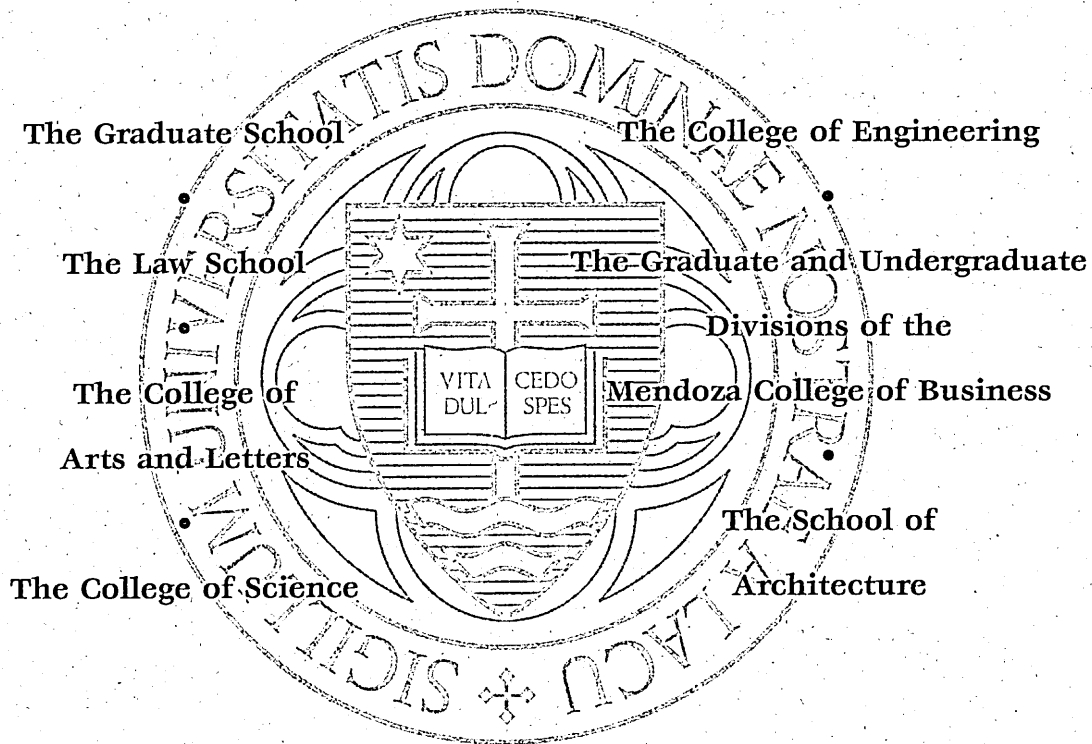 SIGILLUM UNIVERSITATIS DOMINAE NOSTRAE A LACU
The Graduate School
•
The Law School
•
The College of
Arts and Letters
•
The College of Science
The College of Engineering
•
The Graduate and Undergraduate
Divisions of the
Mendoza College of Business
•
The School of
Architecture
VITA CEDO
DUL- SPES